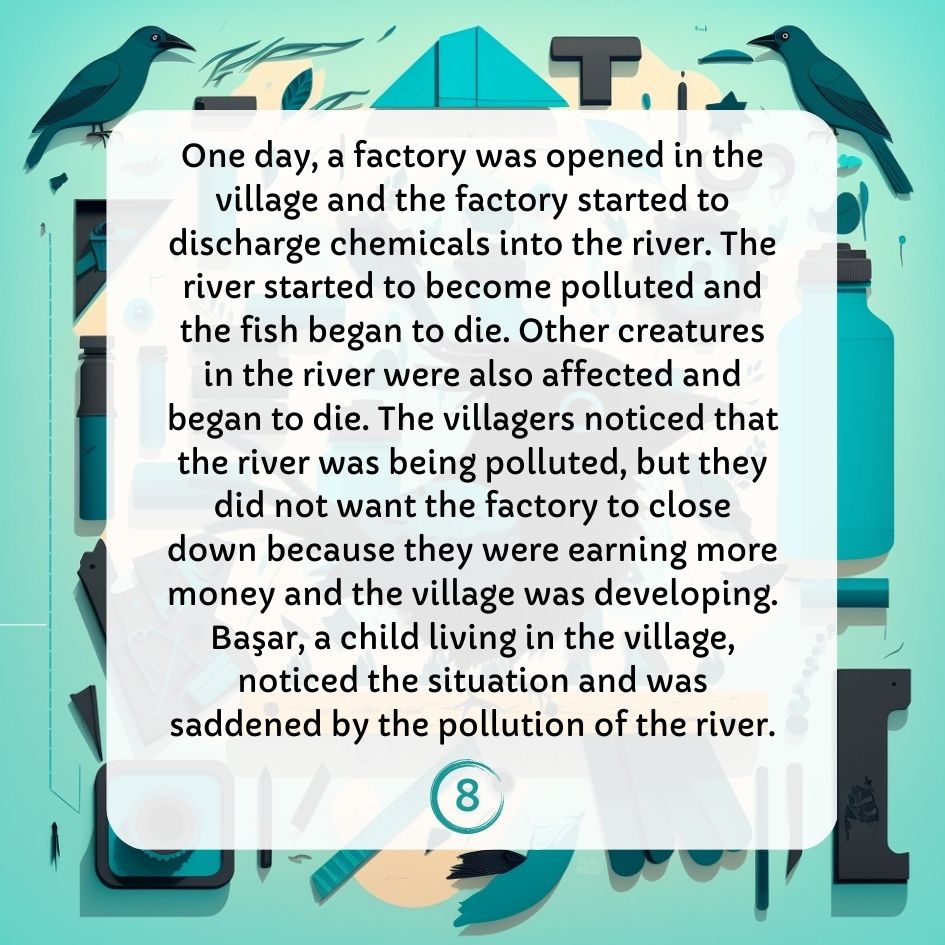 One day, a factory was opened in the
village and the factory started to
discharge chemicals into the river. The
river started to become polluted and
the fish began to die. Other creatures
in the river were also affected and
began to die. The villagers noticed that
the river was being polluted, but they
did not want the factory to close
down because they were earning more
money and the village was developing.
Başar, a child living in the village,
noticed the situation and was
saddened by the pollution of the river.
8